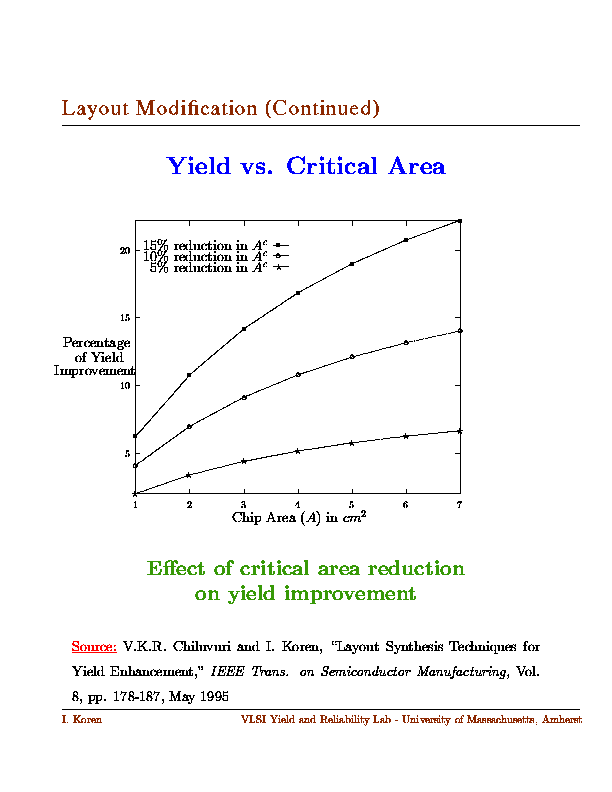 Layout Modification (Continued)
Yield vs. Critical Area
15% reduction in A^c
10% reduction in A^c
5% reduction in A^c
20
15
Percentage
of Yield
Improvement
10
5
1 2 3 4 5 6 7
Chip Area (A) in cm²
Effect of critical area reduction
on yield improvement
Source: V.K.R. Chiluvuri and I. Koren, “Layout Synthesis Techniques for
Yield Enhancement,” IEEE Trans. on Semiconductor Manufacturing, Vol.
8, pp. 178-187, May 1995
I. Koren VLSI Yield and Reliability Lab - University of Massachusetts, Amherst